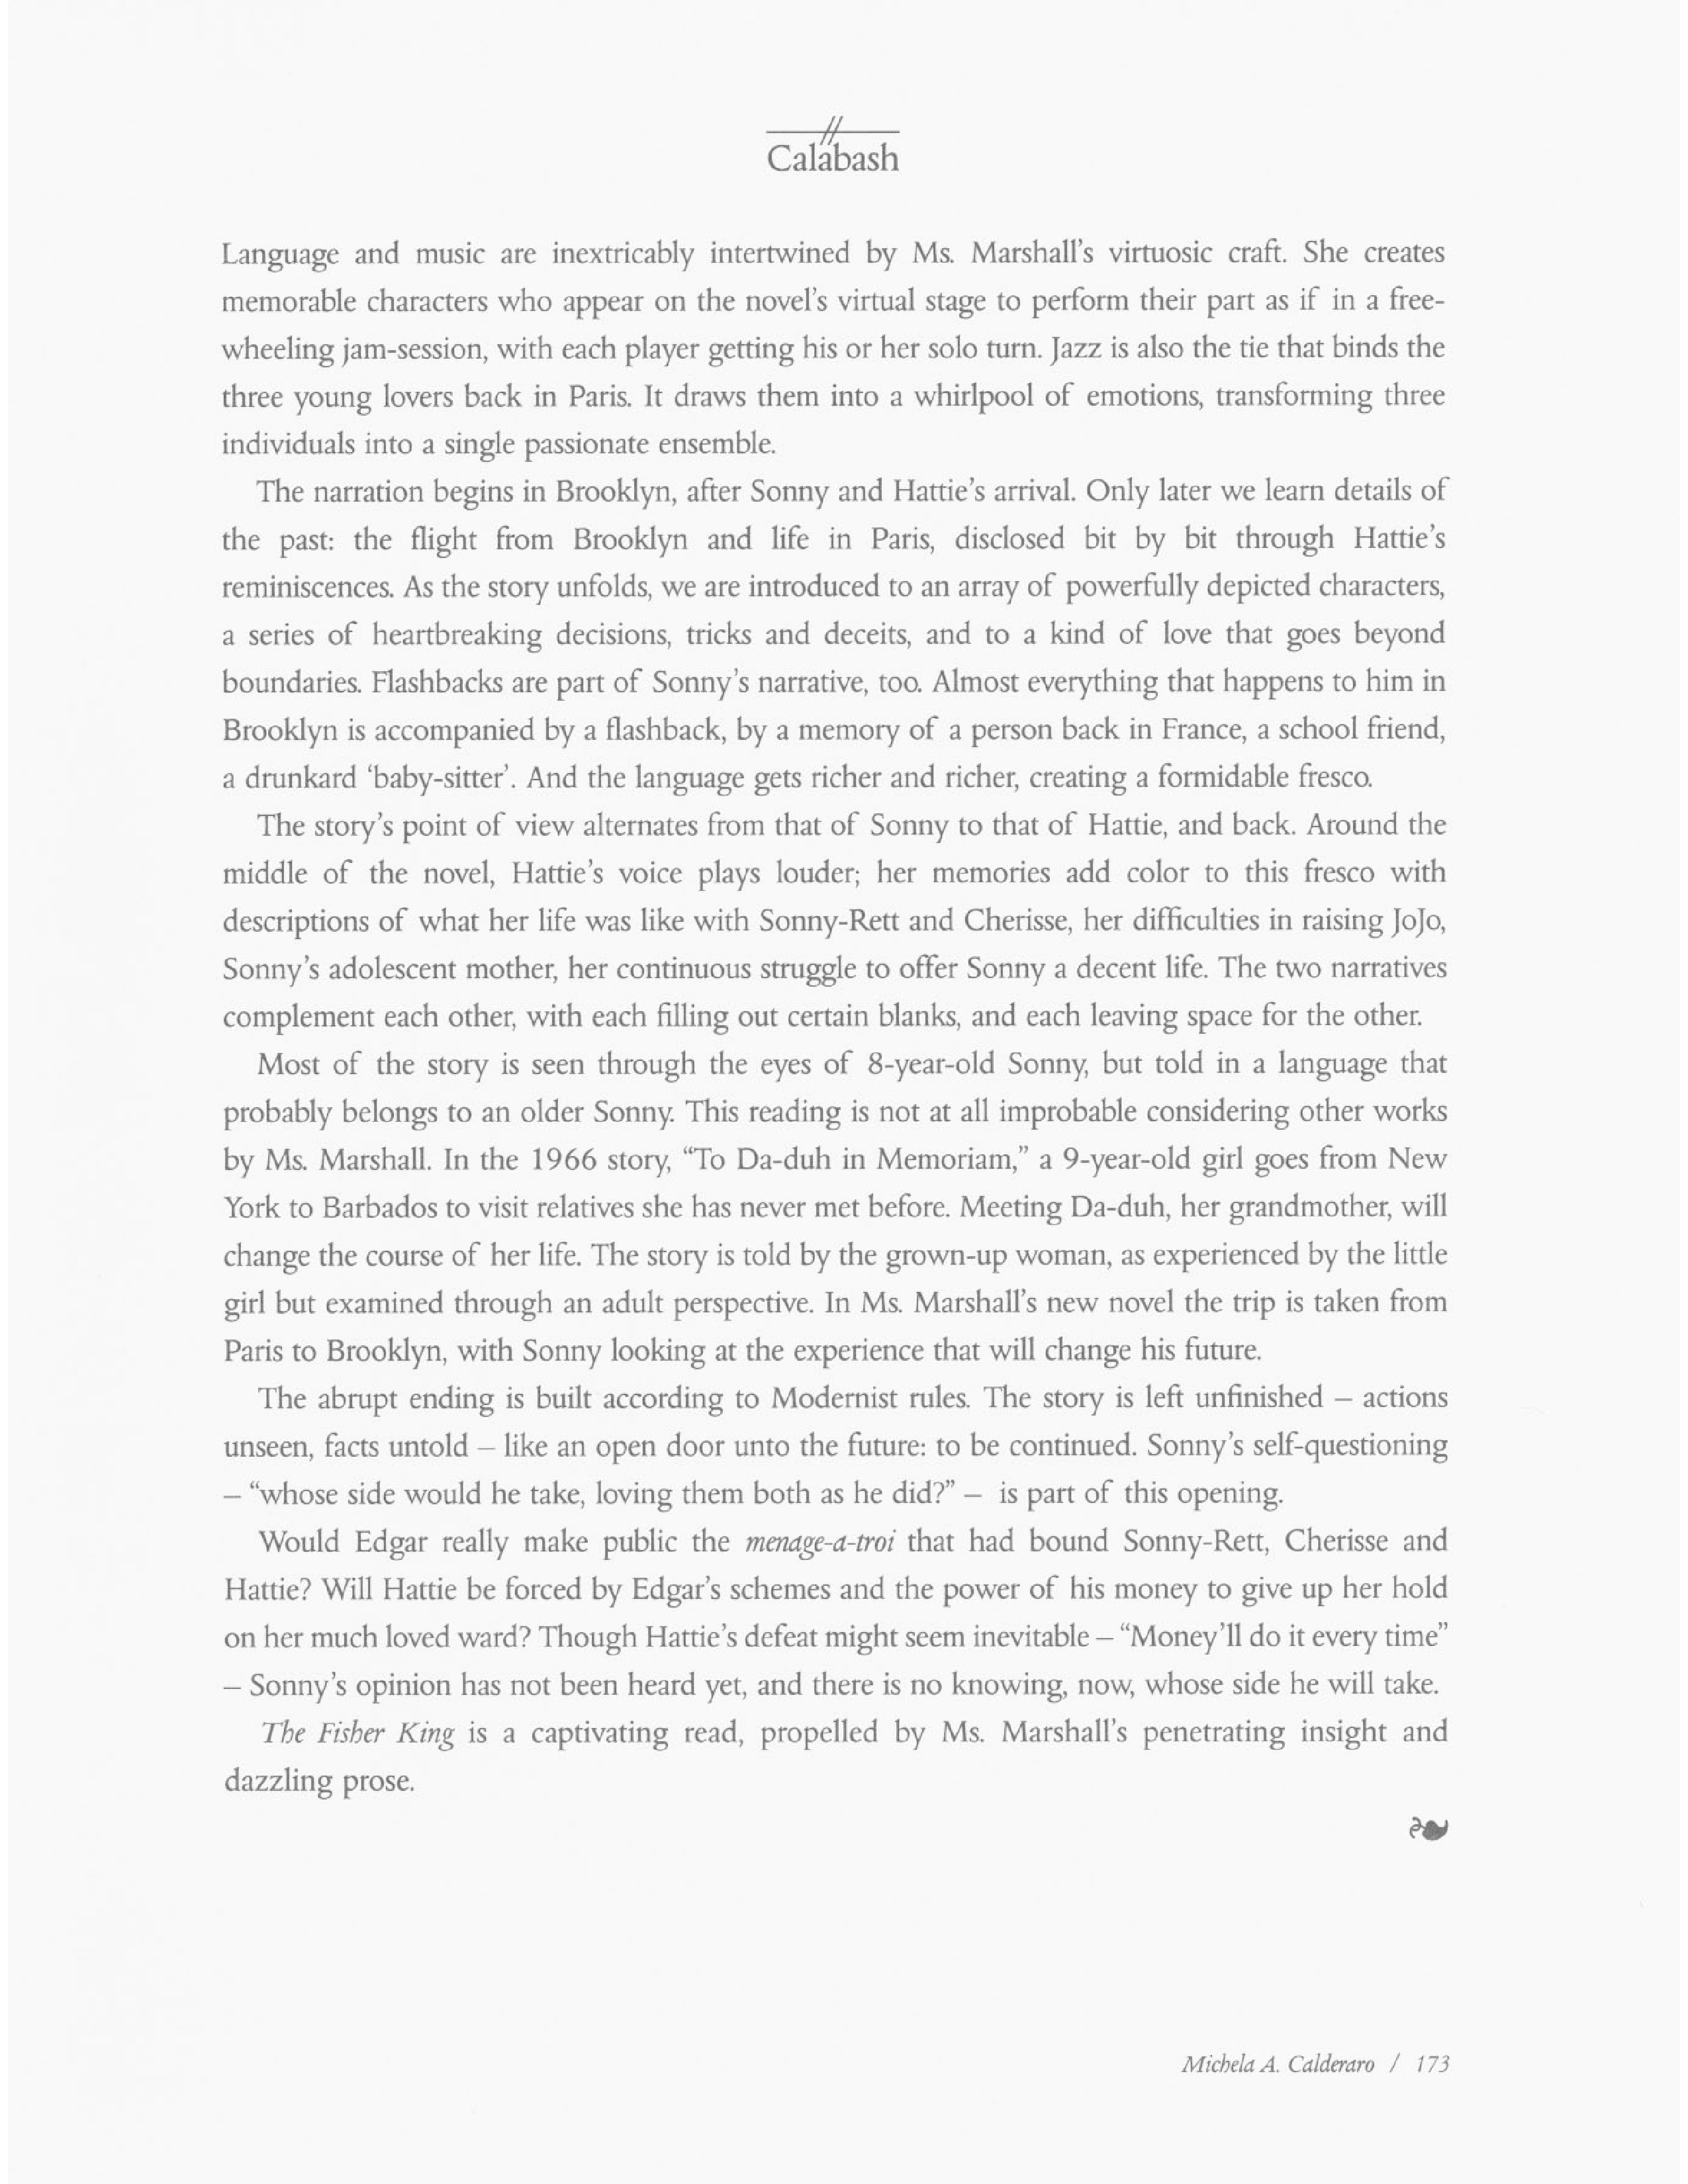 Calabash
Language and music are inextricably intertwined by Ms. Marshall's virtuosic craft. She creates
memorable characters who appear on the novel's virtual stage to perform their part as if in a free-
wheeling jam-session, with each player getting his or her solo turn. Jazz is also the tie that binds the
three young lovers back in Paris. It draws them into a whirlpool of emotions, transforming three
individuals into a single passionate ensemble.
The narration begins in Brooklyn, after Sonny and Hattie's arrival. Only later we learn details of
the past: the flight from Brooklyn and life in Paris, disclosed bit by bit through Hattie's
reminiscences. As the story unfolds, we are introduced to an array of powerfully depicted characters,
a series of heartbreaking decisions, tricks and deceits, and to a kind of love that goes beyond
boundaries. Flashbacks are part of Sonny's narrative, too. Almost everything that happens to him in
Brooklyn is accompanied by a flashback, by a memory of a person back in France, a school friend,
a drunkard ‘baby-sitter’. And the language gets richer and richer, creating a formidable fresco.
The story's point of view alternates from that of Sonny to that of Hattie, and back. Around the
middle of the novel, Hattie's voice plays louder; her memories add color to this fresco with
descriptions of what her life was like with Sonny-Rett and Cherisse, her difficulties in raising JoJo,
Sonny's adolescent mother, her continuous struggle to offer Sonny a decent life. The two narratives
complement each other, with each filling out certain blanks, and each leaving space for the other.
Most of the story is seen through the eyes of 8-year-old Sonny, but told in a language that
probably belongs to an older Sonny. This reading is not at all improbable considering other works
by Ms. Marshall. In the 1966 story, “To Da-duh in Memoriam,” a 9-year-old girl goes from New
York to Barbados to visit relatives she has never met before. Meeting Da-duh, her grandmother, will
change the course of her life. The story is told by the grown-up woman, as experienced by the little
girl but examined through an adult perspective. In Ms. Marshall's new novel the trip is taken from
Paris to Brooklyn, with Sonny looking at the experience that will change his future.
The abrupt ending is built according to Modernist rules. The story is left unfinished – actions
unseen, facts untold – like an open door unto the future: to be continued. Sonny's self-questioning
– “whose side would he take, loving them both as he did?” – is part of this opening.
Would Edgar really make public the menage-a-troi that had bound Sonny-Rett, Cherisse and
Hattie? Will Hattie be forced by Edgar's schemes and the power of his money to give up her hold
on her much loved ward? Though Hattie's defeat might seem inevitable – “Money'll do it every time”
– Sonny's opinion has not been heard yet, and there is no knowing, now, whose side he will take.
The Fisher King is a captivating read, propelled by Ms. Marshall's penetrating insight and
dazzling prose.
Michela A. Calderaro / 173